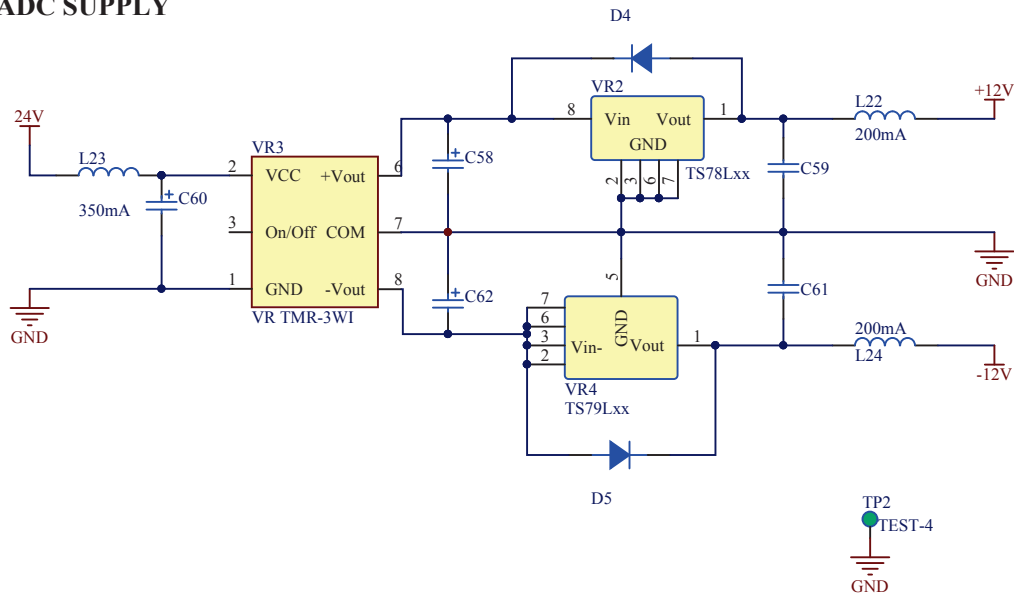 ADC SUPPLY
D4
24V
L23
350mA
+
C60
VR3
2
VCC
+Vout
6
3
On/Off
COM
7
1
GND
-Vout
8
VR TMR-3WI
GND
+
C58
+
C62
VR2
8
Vin
Vout
1
GND
2
3
6
7
TS78Lxx
C59
L22
200mA
+12V
GND
5
7
6
3
2
Vin-
GND
Vout
1
VR4
TS79Lxx
C61
200mA
L24
-12V
D5
TP2
TEST-4
GND